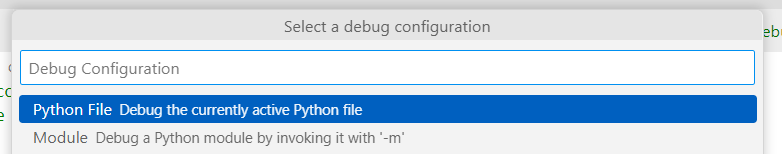 Select a debug configuration
Debug Configuration
Python File Debug the currently active Python file
Module Debug a Python module by invoking it with '-m'